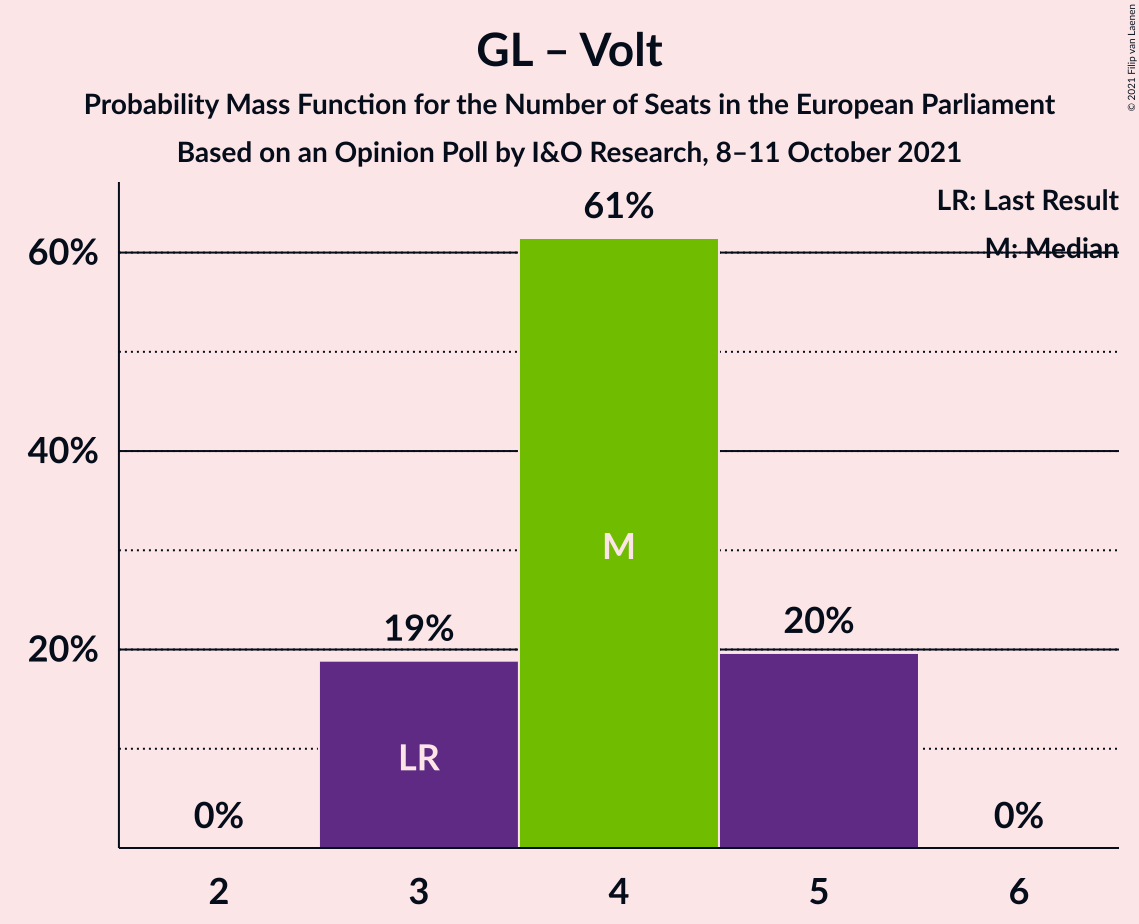 GL – Volt
Probability Mass Function for the Number of Seats in the European Parliament
Based on an Opinion Poll by I&O Research, 8–11 October 2021
© 2021 Filip van Laenen
LR: Last Result
M: Median
61%
60%
40%
M
20%
19%
20%
LR
0%
0%
2 3 4 5 6